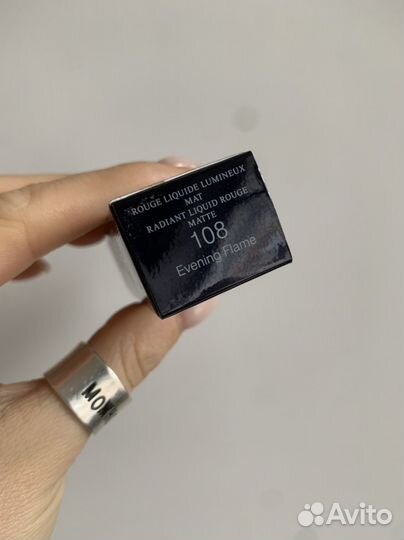 ROUGE LIQUIDE LUMINEUX
MAT
RADIANT LIQUID ROUGE
MATTE
108
Evening Flame
Avito